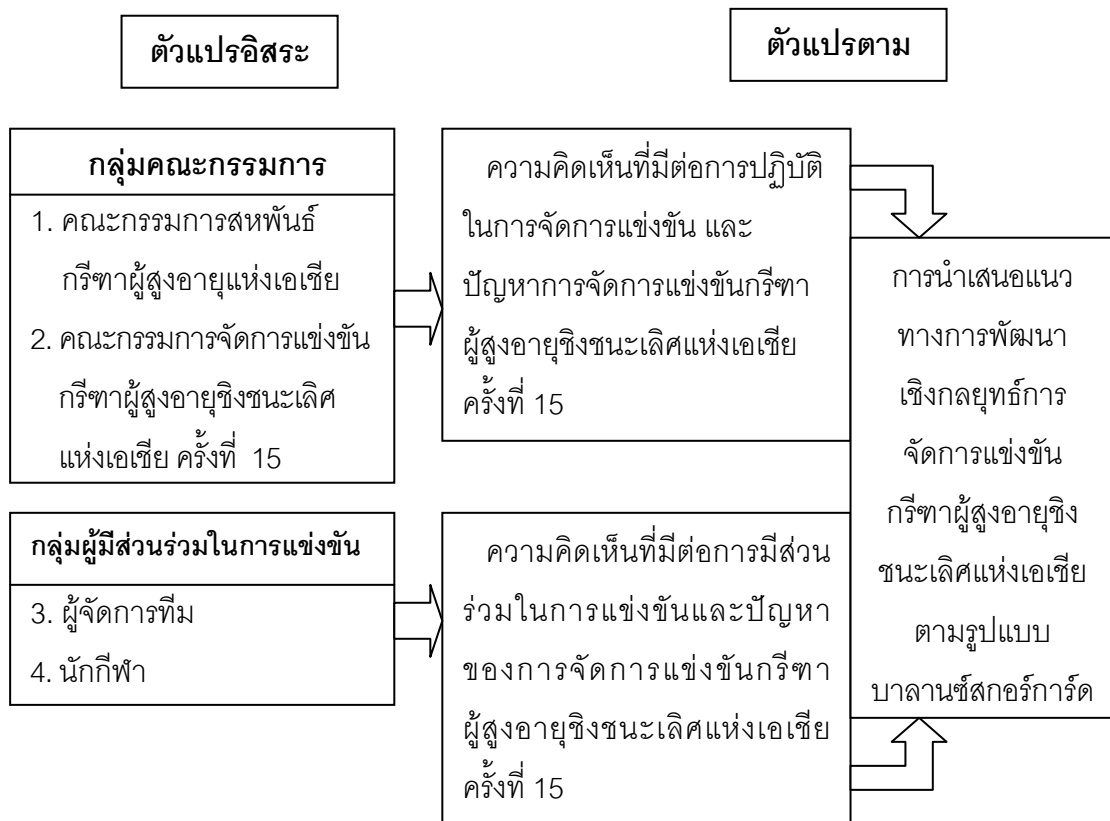 ตัวแปรอิสระ
ตัวแปรตาม
กลุ่มคณะกรรมการ
1. คณะกรรมการสหพันธ์
กรีฑาผู้สูงอายุแห่งเอเชีย
2. คณะกรรมการจัดการแข่งขัน
กรีฑาผู้สูงอายุชิงชนะเลิศ
แห่งเอเชีย ครั้งที่ 15
ความคิดเห็นที่มีต่อการปฏิบัติ
ในการจัดการแข่งขัน และ
ปัญหาการจัดการแข่งขันกรีฑา
ผู้สูงอายุชิงชนะเลิศแห่งเอเชีย
ครั้งที่ 15
กลุ่มผู้มีส่วนร่วมในการแข่งขัน
3. ผู้จัดการทีม
4. นักกีฬา
ความคิดเห็นที่มีต่อการมีส่วน
ร่วมในการแข่งขันและปัญหา
ของการจัดการแข่งขันกรีฑา
ผู้สูงอายุชิงชนะเลิศแห่งเอเชีย
ครั้งที่ 15
การนำเสนอแนว
ทางการพัฒนา
เชิงกลยุทธ์การ
จัดการแข่งขัน
กรีฑาผู้สูงอายุชิง
ชนะเลิศแห่งเอเชีย
ตามรูปแบบ
บาลานซ์สกอร์การ์ด